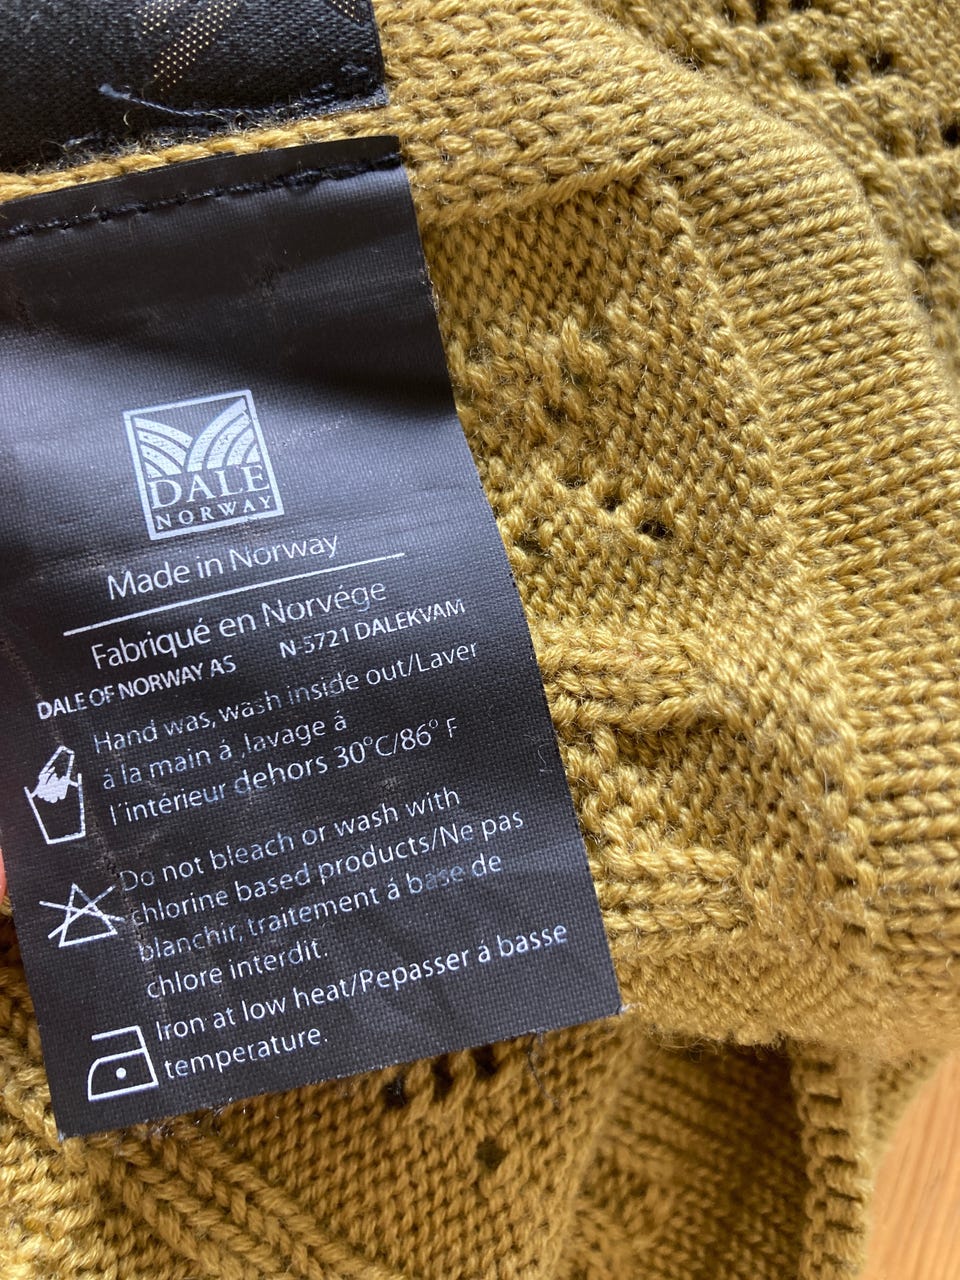 DALE
NORWAY
Made in Norway
Fabriqué en Norvége
DALE OF NORWAY AS N-5721 DALEKVAM
Hand was, wash inside out/Laver
á la main á ,lavage á
l'intérieur dehors 30°C/86° F
Do not bleach or wash with
chlorine based products/Ne pas
blanchir, traitement á base de
chlore interdit.
Iron at low heat/Repasser á basse
temperature.